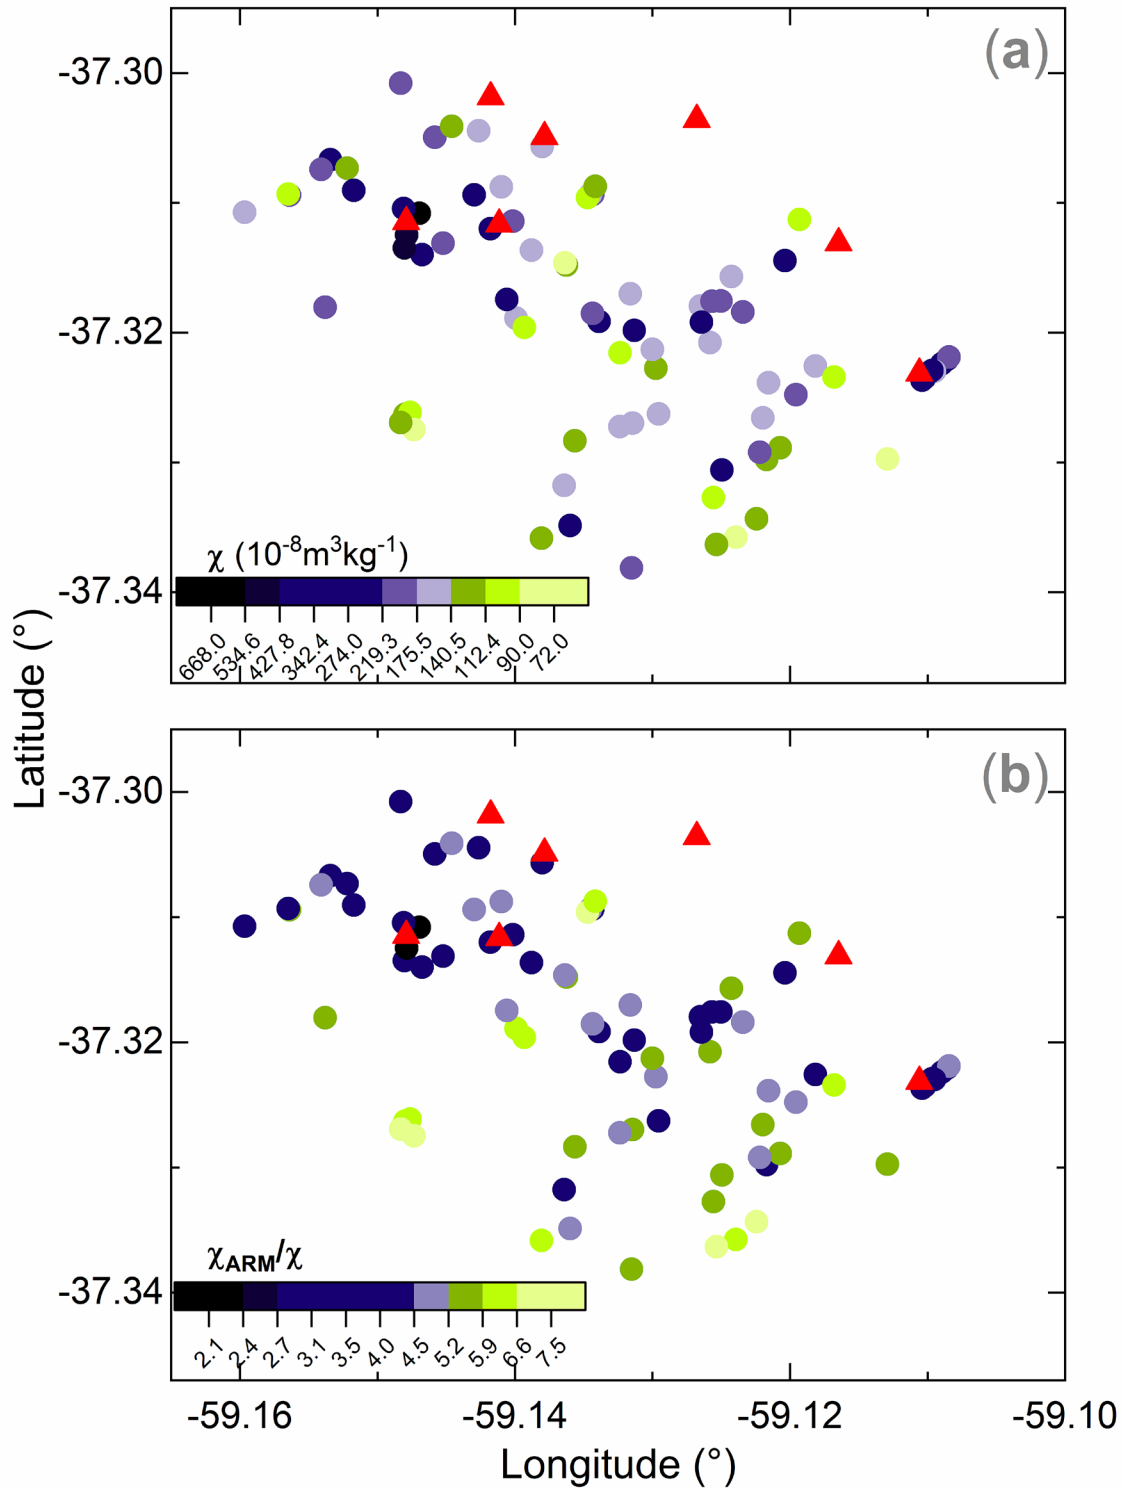 (a)
-37.30
-37.32
-37.34
χ (10⁻⁸m³kg⁻¹)
668.0 534.6 427.8 342.4 274.0 219.3 175.5 140.5 112.4 90.0 72.0
Latitude (°)
(b)
-37.30
-37.32
-37.34
χARM/χ
2.1 2.4 2.7 3.1 3.5 4.0 4.5 5.2 5.9 6.6 7.5
-59.16 -59.14 -59.12 -59.10
Longitude (°)